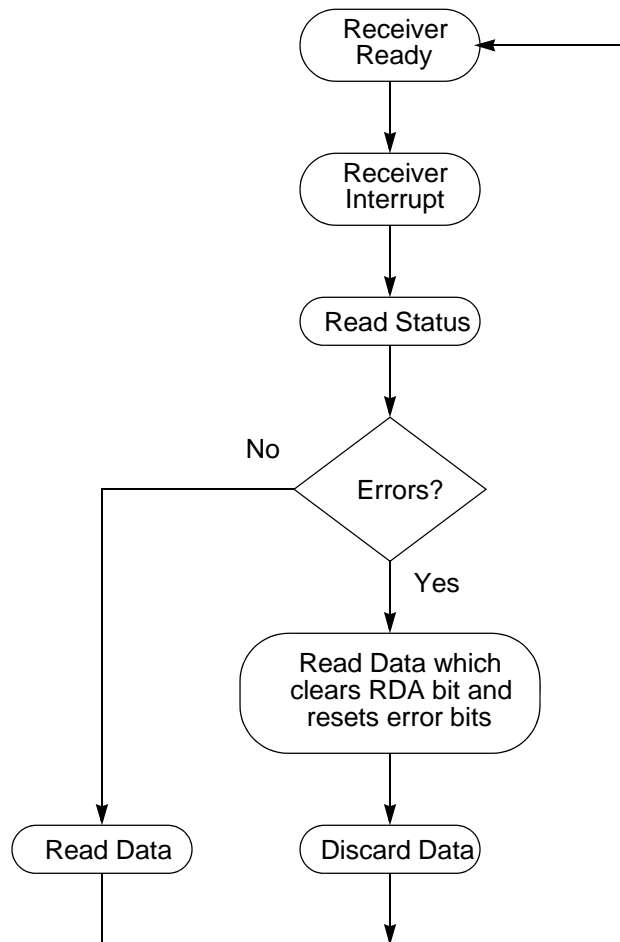 Receiver
Ready
Receiver
Interrupt
Read Status
No
Errors?
Yes
Read Data which
clears RDA bit and
resets error bits
Read Data
Discard Data